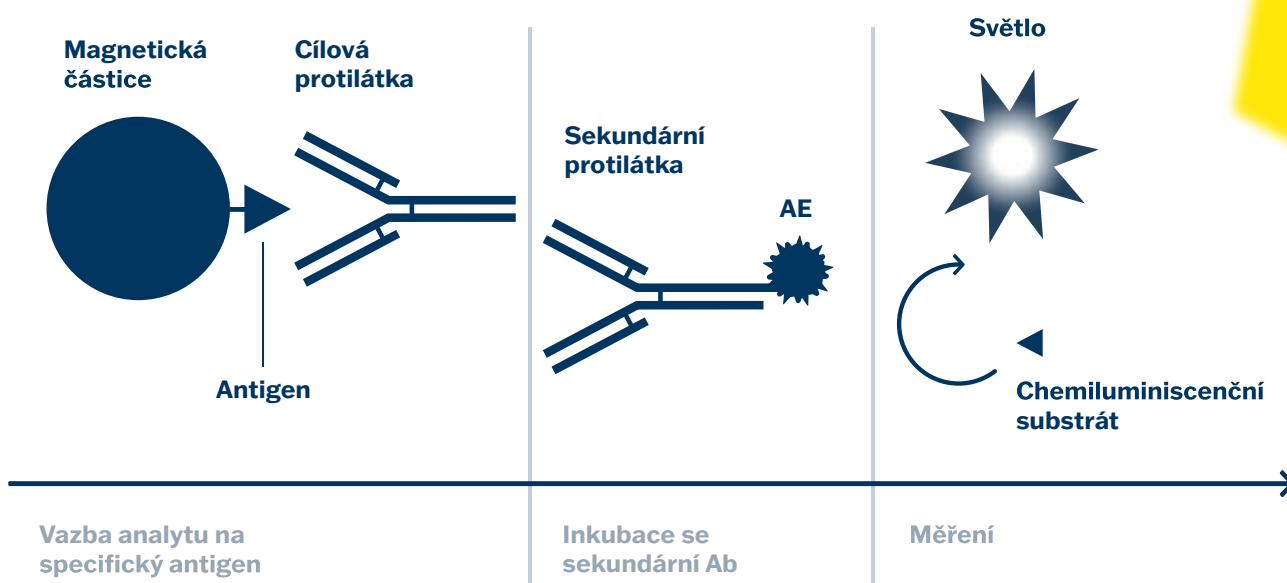 Magnetická
částice
Cílová
protilátka
Antigen
Sekundární
protilátka
AE
Světlo
Chemiluminiscenční
substrát
Vazba analytu na
specifický antigen
Inkubace se
sekundární Ab
Měření